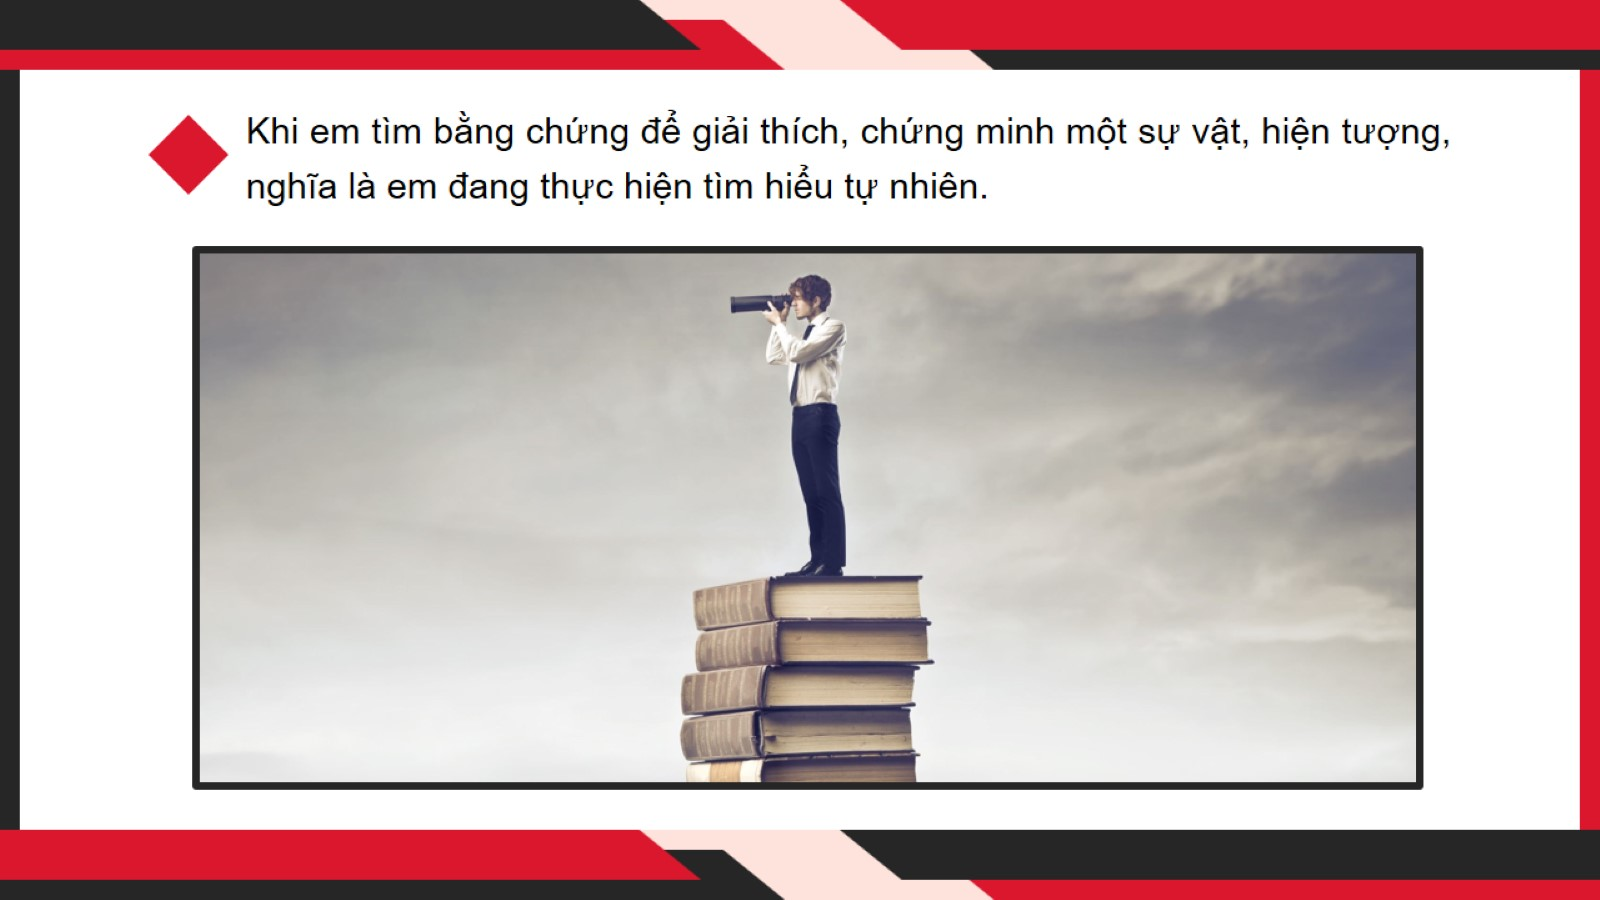 Khi em tìm bằng chứng để giải thích, chứng minh một sự vật, hiện tượng,
nghĩa là em đang thực hiện tìm hiểu tự nhiên.